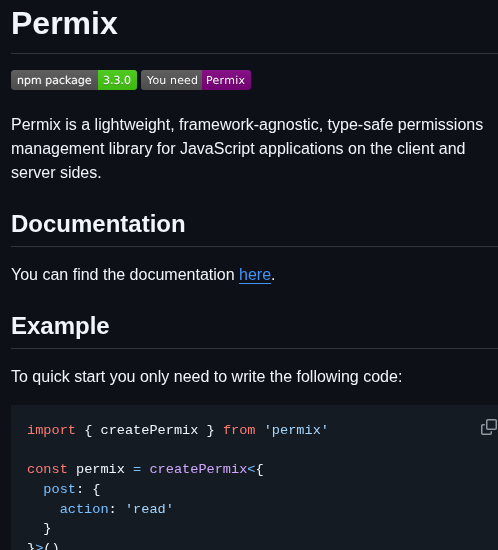 Permix
npm package 3.3.0 You need Permix
Permix is a lightweight, framework-agnostic, type-safe permissions
management library for JavaScript applications on the client and
server sides.
Documentation
You can find the documentation here.
Example
To quick start you only need to write the following code:
import { createPermix } from 'permix'
const permix = createPermix<{
  post: {
    action: 'read'
  }
}>()